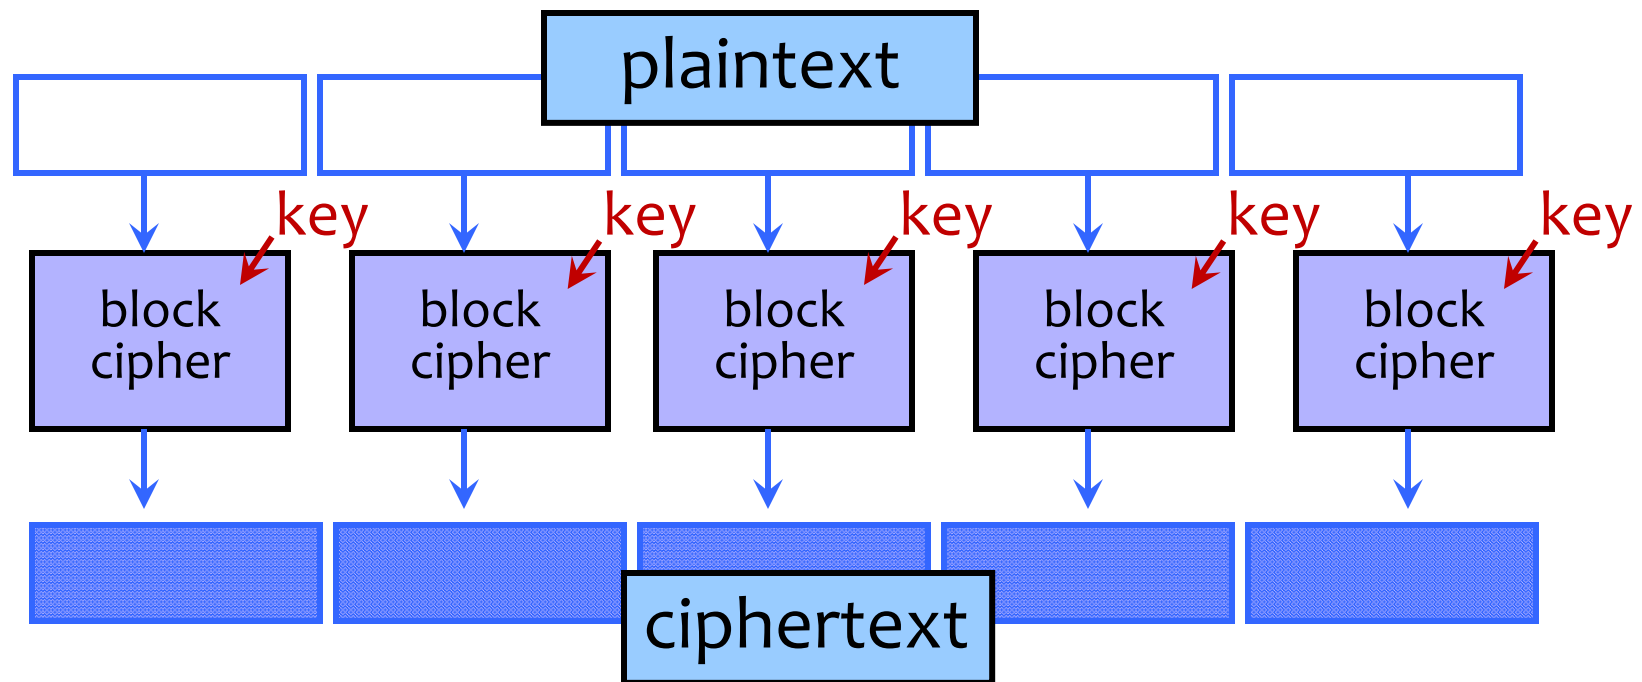 plaintext
key
key
key
key
key
block
cipher
block
cipher
block
cipher
block
cipher
block
cipher
ciphertext